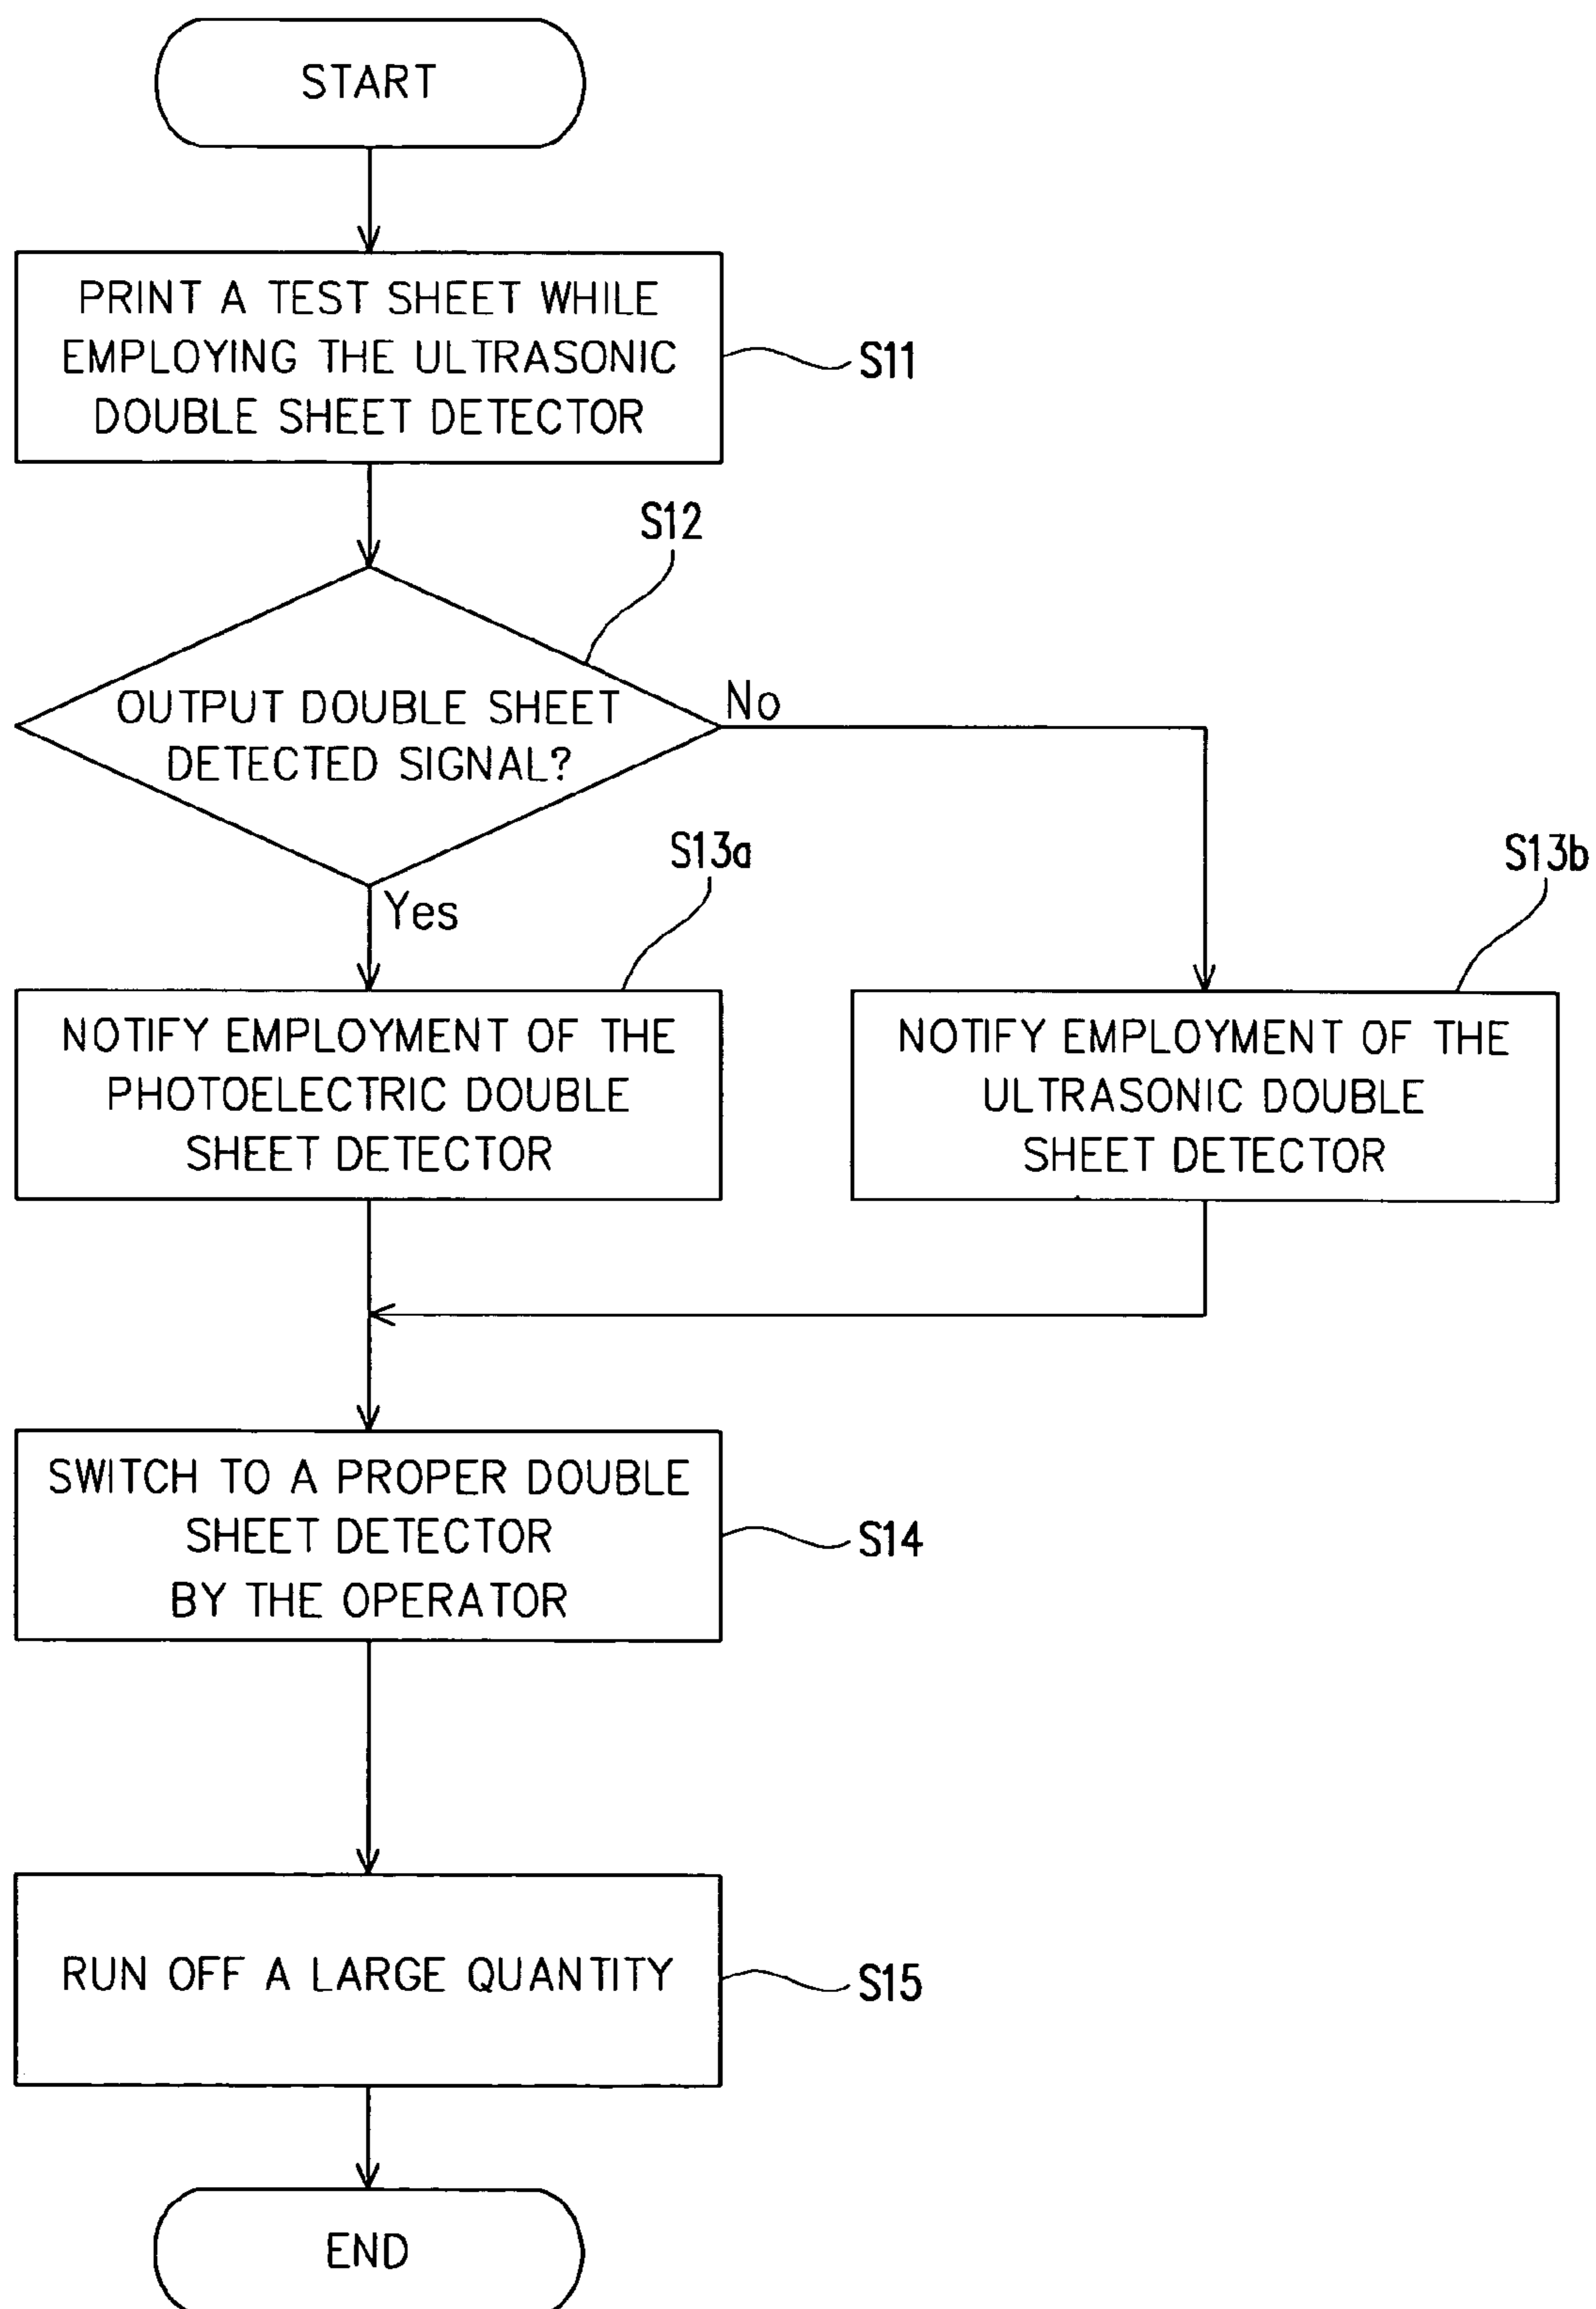 START
PRINT A TEST SHEET WHILE
EMPLOYING THE ULTRASONIC
DOUBLE SHEET DETECTOR
S11
S12
OUTPUT DOUBLE SHEET
DETECTED SIGNAL?
No
Yes
S13a
S13b
NOTIFY EMPLOYMENT OF THE
PHOTOELECTRIC DOUBLE
SHEET DETECTOR
NOTIFY EMPLOYMENT OF THE
ULTRASONIC DOUBLE
SHEET DETECTOR
SWITCH TO A PROPER DOUBLE
SHEET DETECTOR
BY THE OPERATOR
S14
RUN OFF A LARGE QUANTITY
S15
END